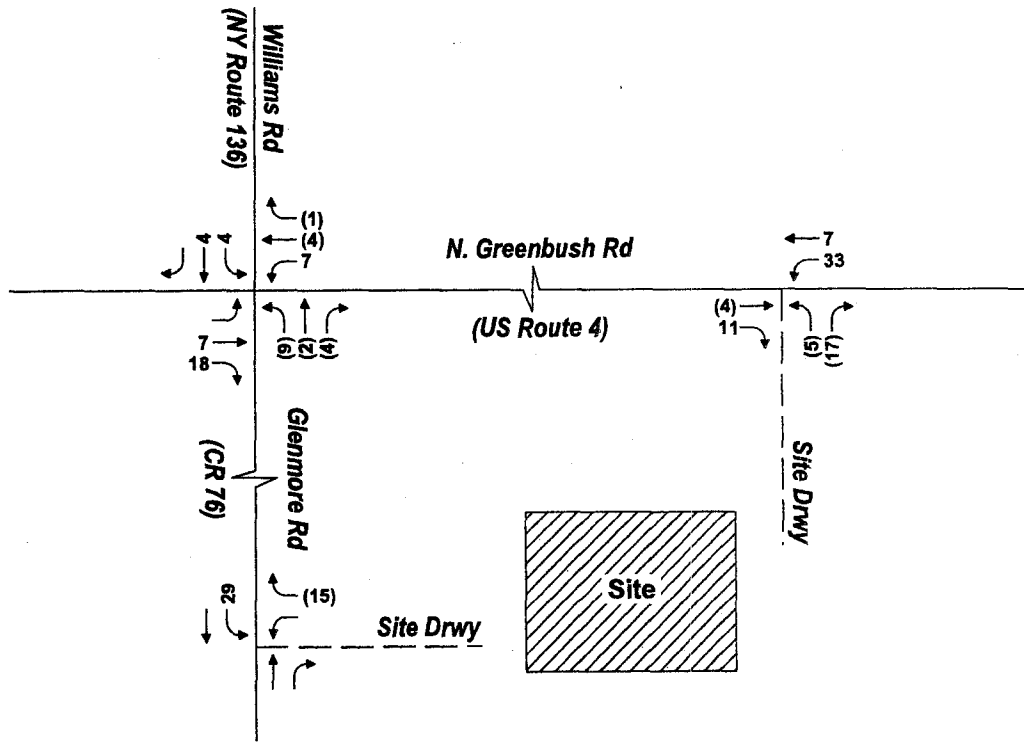 Williams Rd
(NY Route 136)
(1)
4
4
(4)
7
N. Greenbush Rd
7
33
(US Route 4)
(4)
11
(5)
(17)
7
18
(9)
(2)
(4)
Glenmore Rd
(CR 76)
Site Drwy
Site
29
(15)
Site Drwy